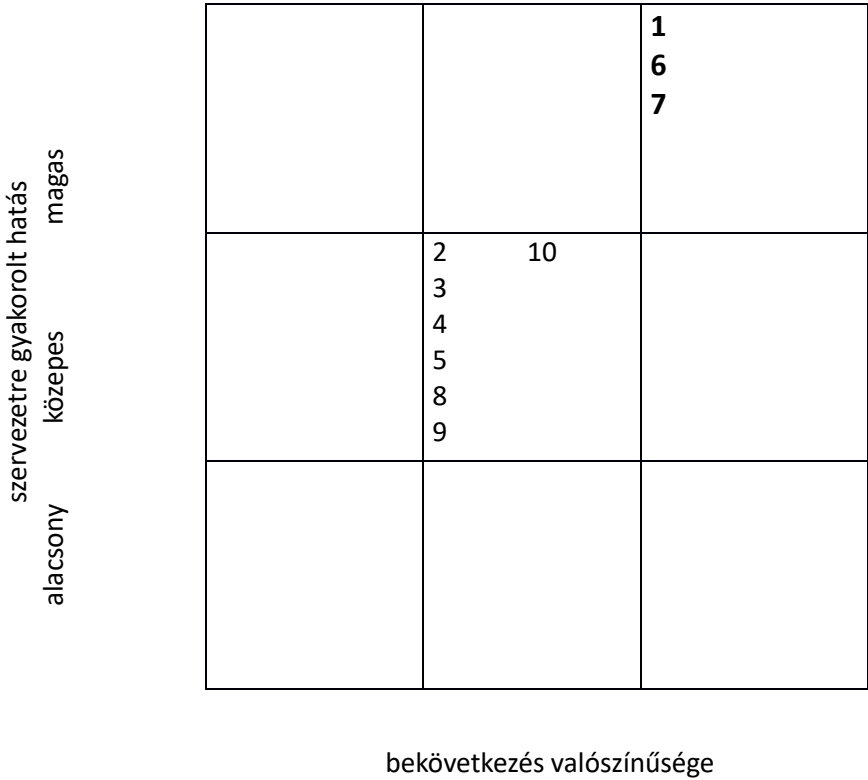 1
6
7
2 10
3
4
5
8
9
szervezetre gyakorolt hatás
magas
közepes
alacsony
bekövetkezés valószínűsége